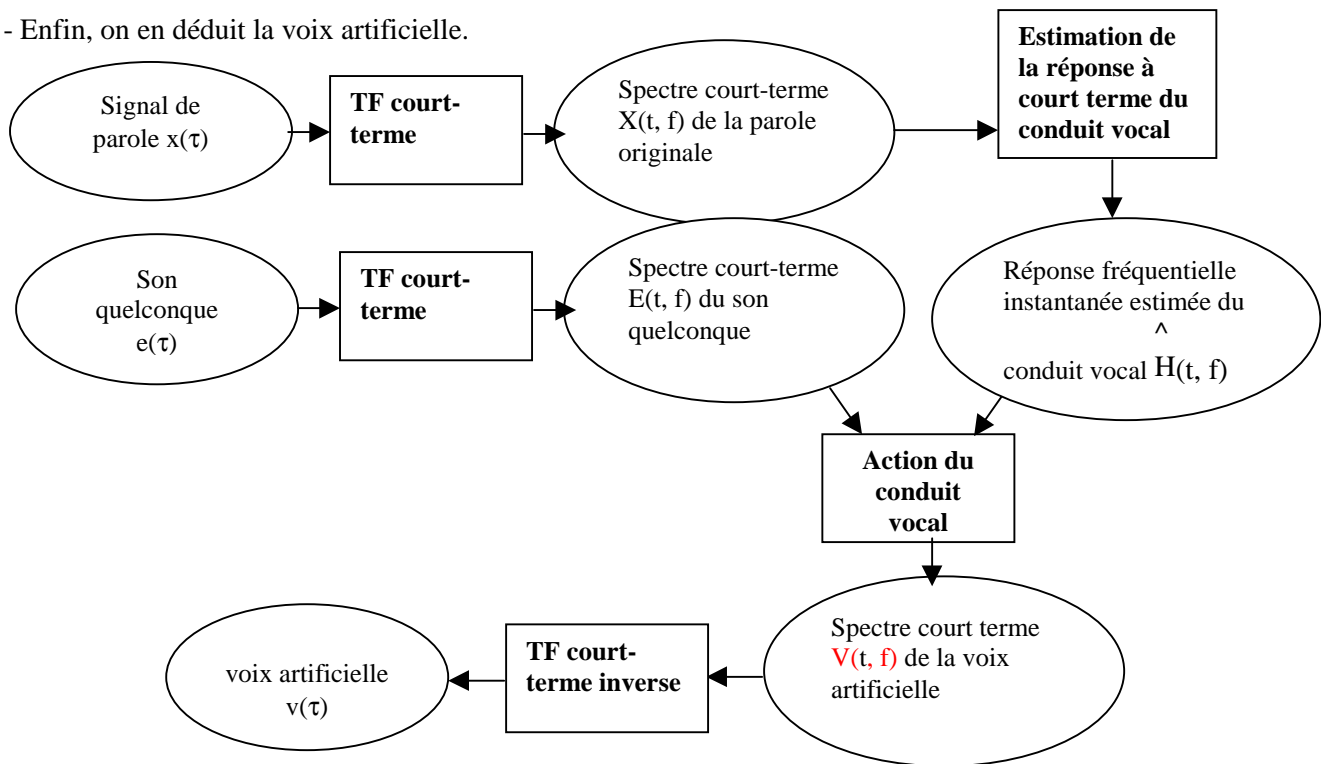 - Enfin, on en déduit la voix artificielle.
Signal de
parole x(τ)
TF court-
terme
Spectre court-terme
X(t, f) de la parole
originale
Estimation de
la réponse à
court terme du
conduit vocal
Son
quelconque
e(τ)
TF court-
terme
Spectre court-terme
E(t, f) du son
quelconque
Réponse fréquentielle
instantanée estimée du
^
conduit vocal H(t, f)
Action du
conduit
vocal
Spectre court terme
V(t, f) de la voix
artificielle
TF court-
terme inverse
voix artificielle
v(τ)